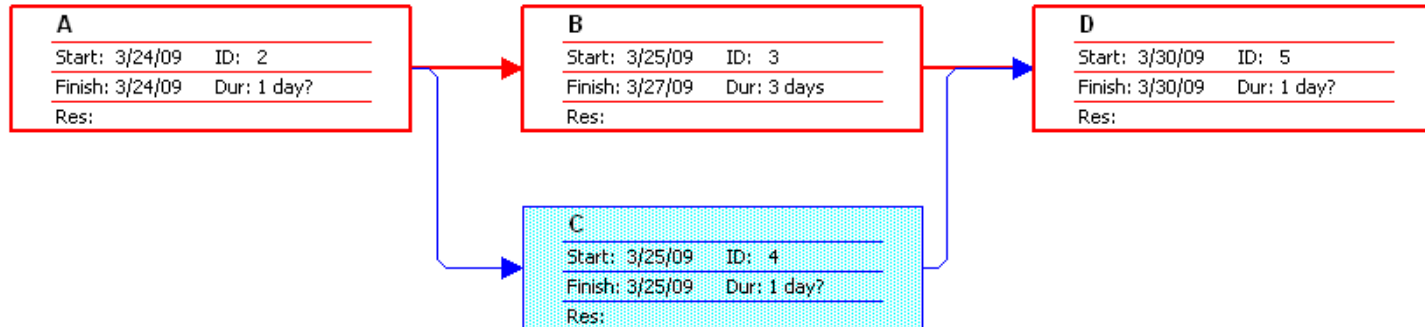 A
Start: 3/24/09 ID: 2
Finish: 3/24/09 Dur: 1 day?
Res:
B
Start: 3/25/09 ID: 3
Finish: 3/27/09 Dur: 3 days
Res:
D
Start: 3/30/09 ID: 5
Finish: 3/30/09 Dur: 1 day?
Res:
C
Start: 3/25/09 ID: 4
Finish: 3/25/09 Dur: 1 day?
Res: